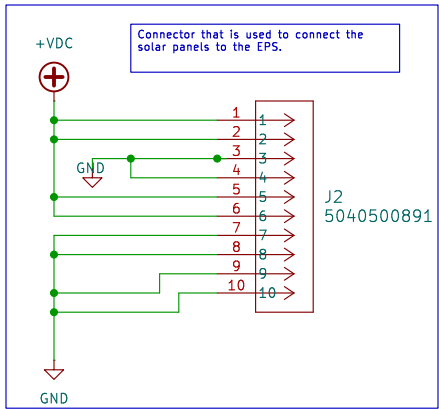 Connector that is used to connect the
solar panels to the EPS.
+VDC
1 1
2 2
GND 3 3
4 4
5 5
6 6
7 7
8 8
9 9
10 10
J2
5040500891
GND